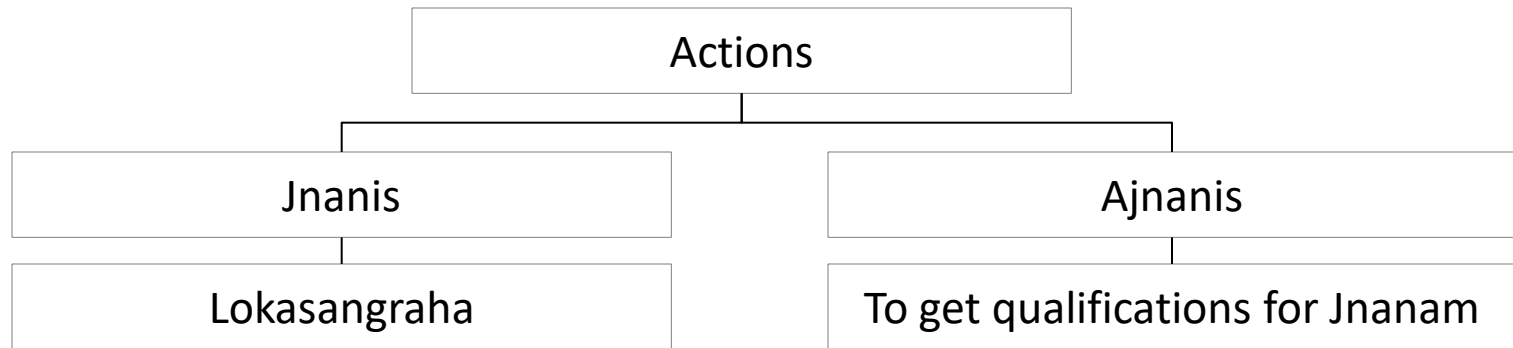 Actions
Jnanis
Ajnanis
Lokasangraha
To get qualifications for Jnanam